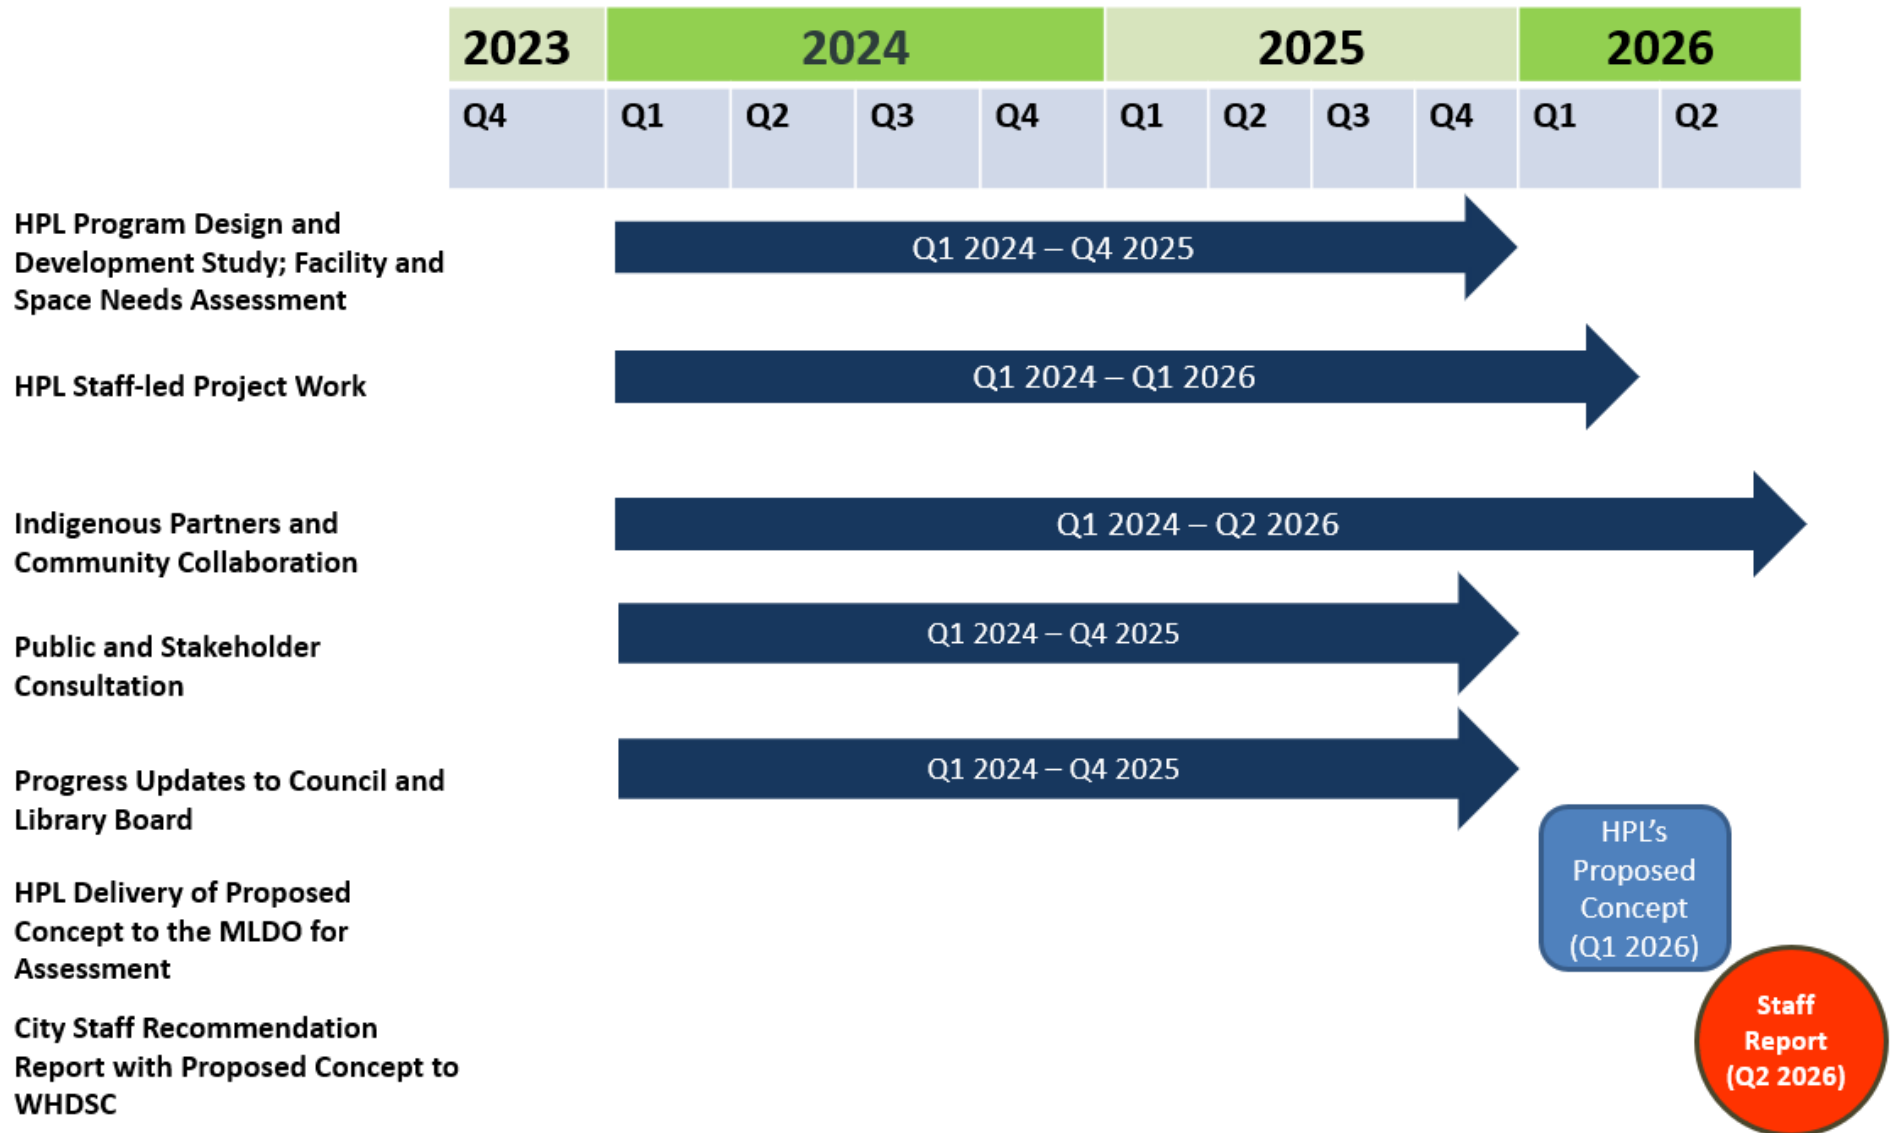 2023 2024 2025 2026
Q4 Q1 Q2 Q3 Q4 Q1 Q2 Q3 Q4 Q1 Q2
HPL Program Design and
Development Study; Facility and
Space Needs Assessment
Q1 2024 – Q4 2025
HPL Staff-led Project Work
Q1 2024 – Q1 2026
Indigenous Partners and
Community Collaboration
Q1 2024 – Q2 2026
Public and Stakeholder
Consultation
Q1 2024 – Q4 2025
Progress Updates to Council and
Library Board
Q1 2024 – Q4 2025
HPL Delivery of Proposed
Concept to the MLDO for
Assessment
HPL’s
Proposed
Concept
(Q1 2026)
City Staff Recommendation
Report with Proposed Concept to
WHDSC
Staff
Report
(Q2 2026)